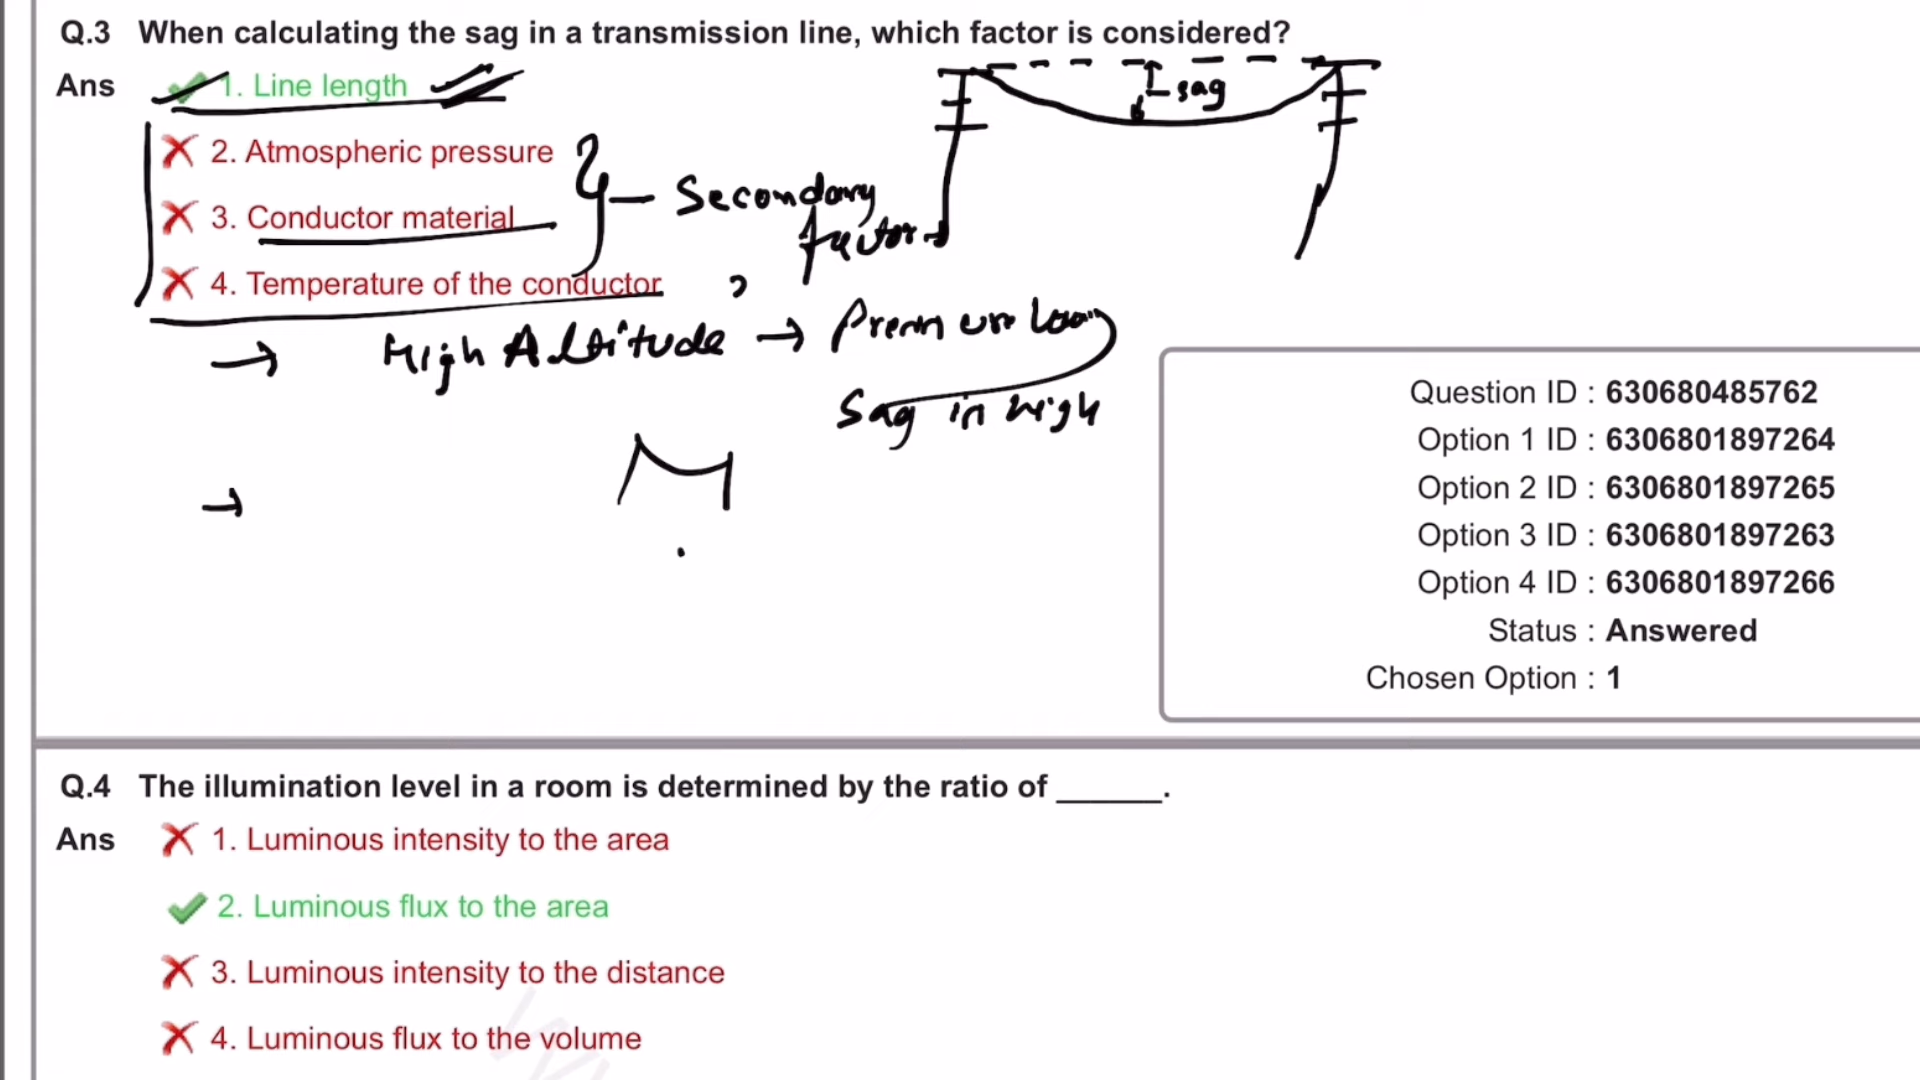 Q.3 When calculating the sag in a transmission line, which factor is considered?
Ans 1. Line length
sag
2. Atmospheric pressure
3. Conductor material
Secondary
factor
4. Temperature of the conductor
High Altitude →
Sag in high
Question ID : 630680485762
Option 1 ID : 6306801897264
Option 2 ID : 6306801897265
Option 3 ID : 6306801897263
Option 4 ID : 6306801897266
Status : Answered
Chosen Option : 1
Q.4 The illumination level in a room is determined by the ratio of ______.
Ans 1. Luminous intensity to the area
2. Luminous flux to the area
3. Luminous intensity to the distance
4. Luminous flux to the volume